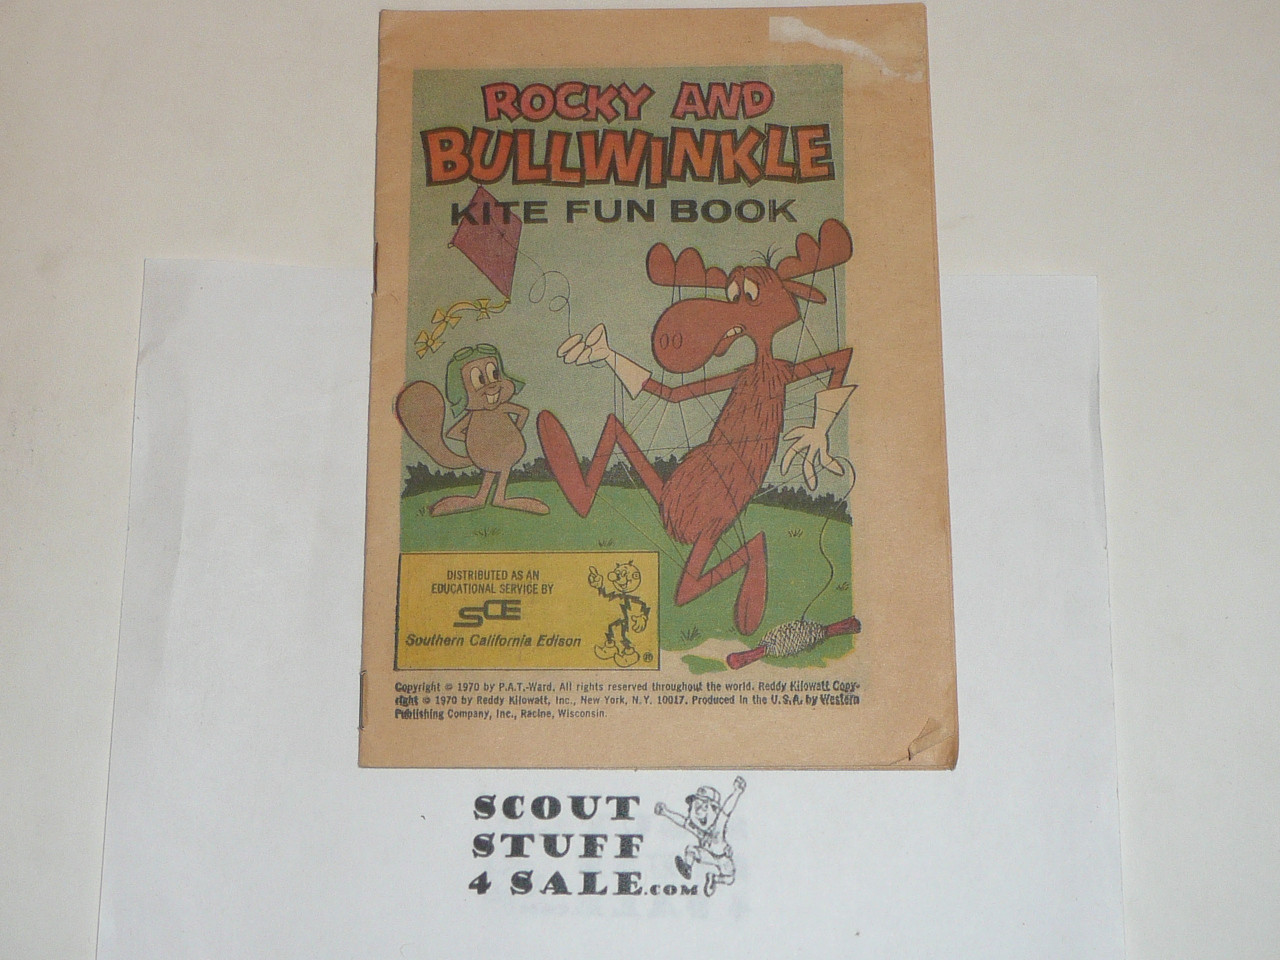 ROCKY AND
BULLWINKLE
KITE FUN BOOK
DISTRIBUTED AS AN
EDUCATIONAL SERVICE BY
SCE
Southern California Edison
®
Copyright © 1970 by P.A.T.-Ward. All rights reserved throughout the world. Reddy Kilowatt Copy-
right © 1970 by Reddy Kilowatt, Inc., New York, N.Y. 10017. Produced in the U.S.A. by Western
Publishing Company, Inc., Racine, Wisconsin.
SCOUT
STUFF
4 SALE.COM